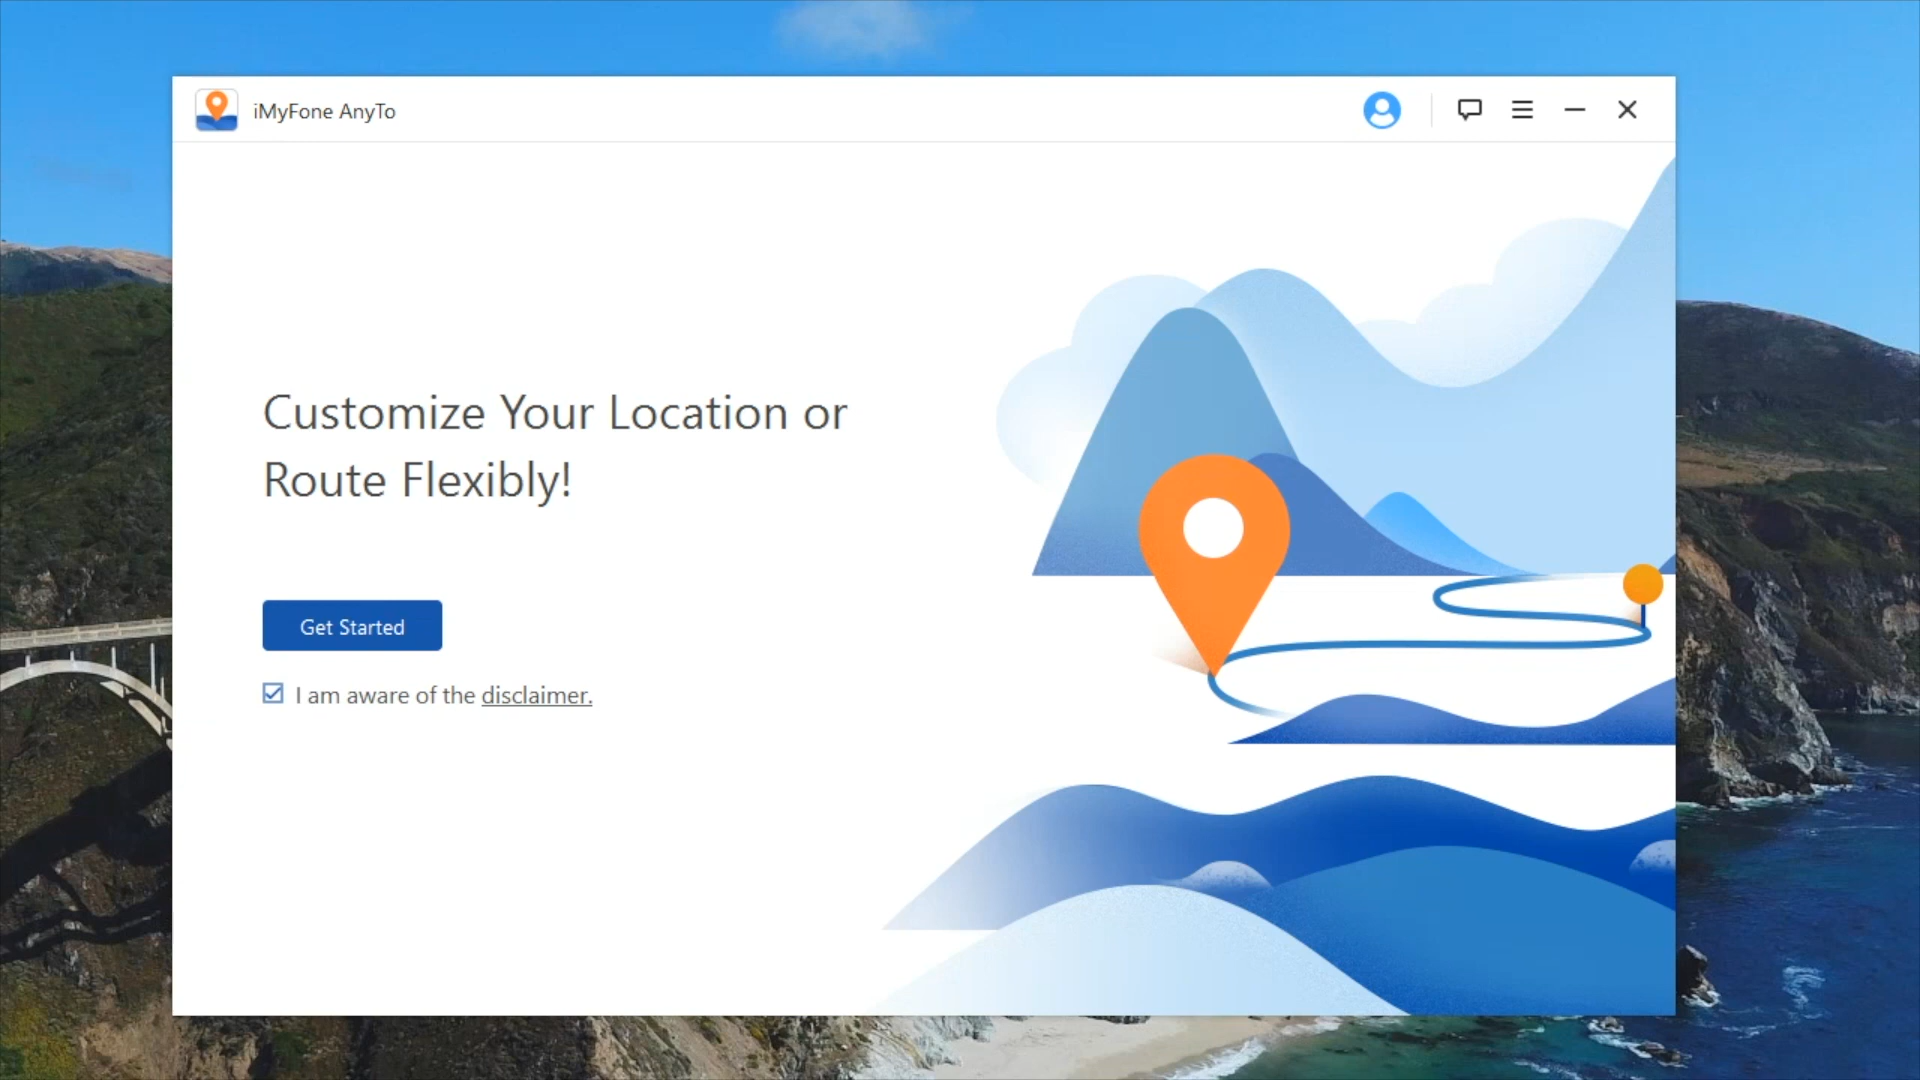 iMyFone AnyTo
Customize Your Location or
Route Flexibly!
Get Started
I am aware of the disclaimer.